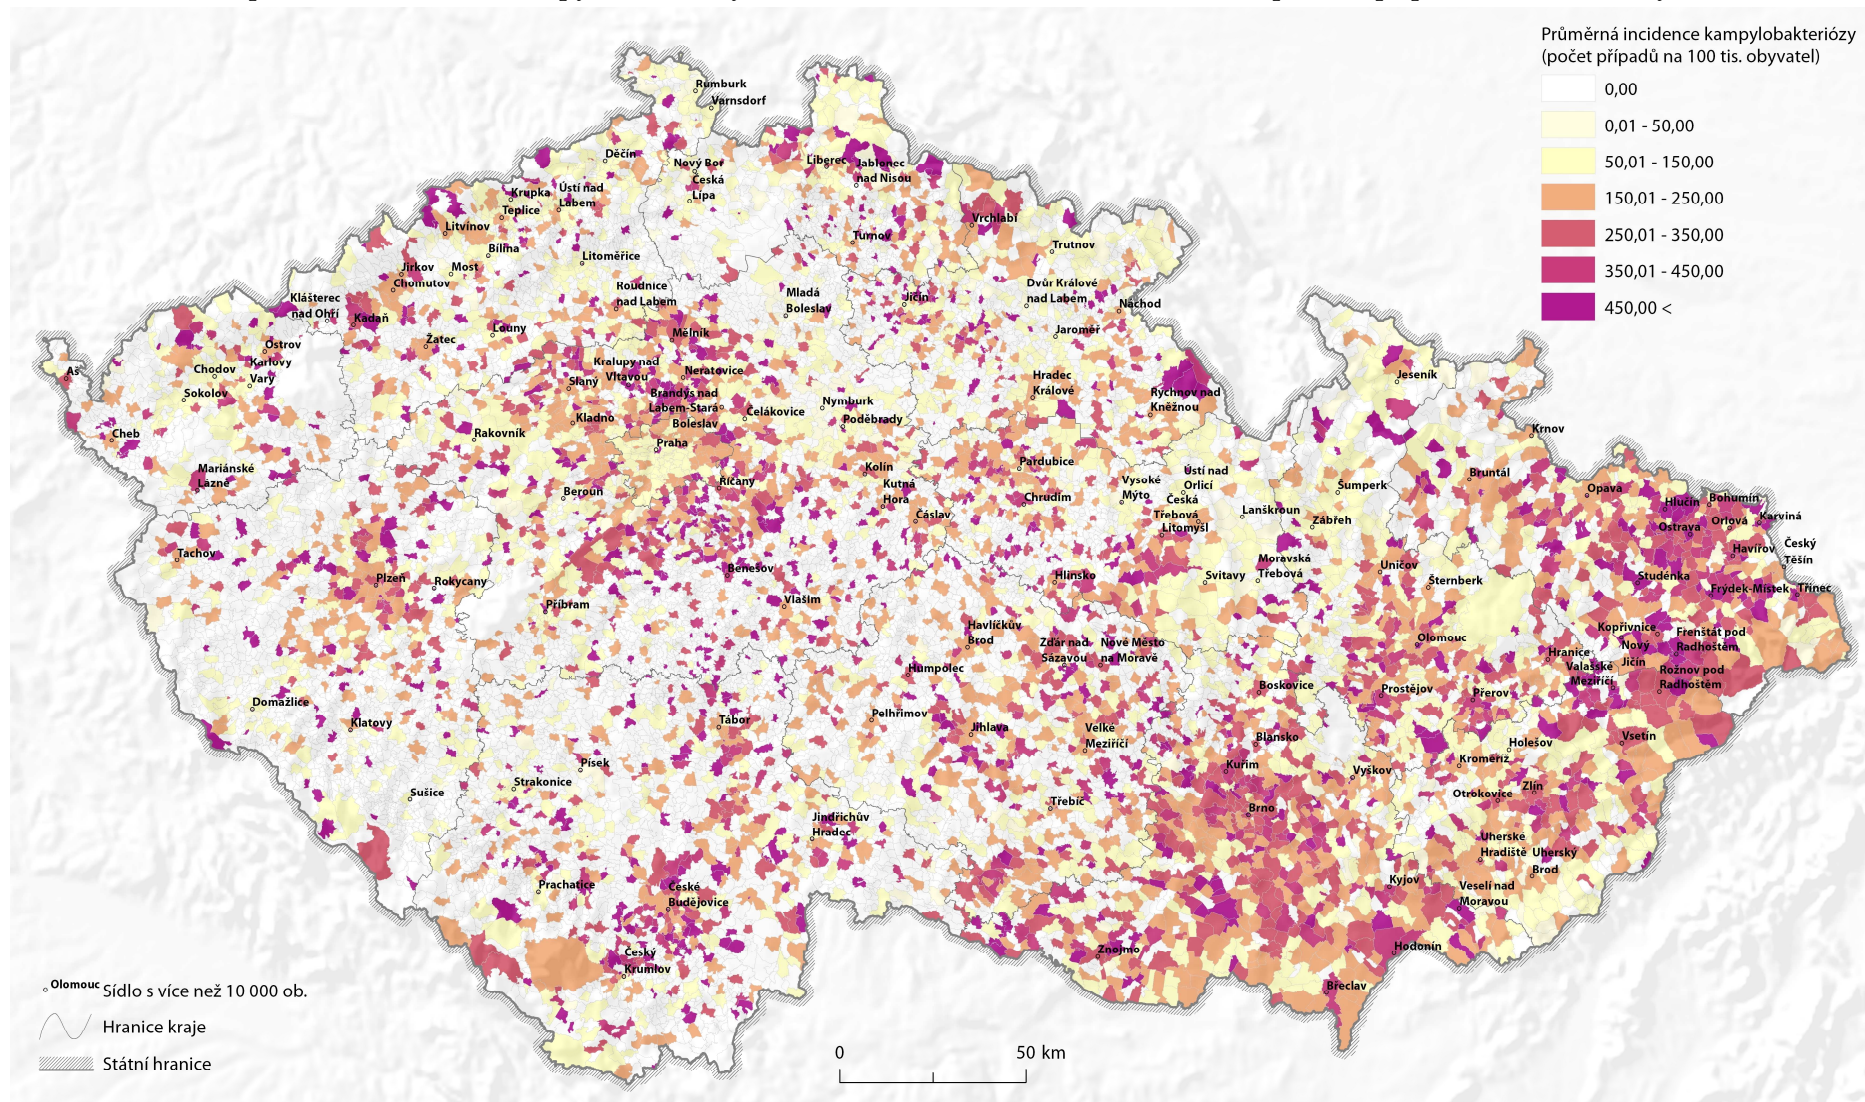 Průměrná incidence kampylobakteriózy
(počet případů na 100 tis. obyvatel)
0,00
0,01 - 50,00
50,01 - 150,00
150,01 - 250,00
250,01 - 350,00
350,01 - 450,00
450,00 <
Rumburk
Varnsdorf
Děčín
Nový Bor
Česká
Lípa
Liberec
Jablonec
nad Nisou
Krupka
Teplice
Ústí nad
Labem
Litvínov
Bílina
Litoměřice
Jirkov
Most
Chomutov
Vrchlabí
Turnov
Trutnov
Klášterec
nad Ohří
Kadaň
Roudnice
nad Labem
Mladá
Boleslav
Jičín
Dvůr Králové
nad Labem
Náchod
Jaroměř
Louny
Žatec
Mělník
Ostrov
Karlovy
Vary
Chodov
Sokolov
Aš
Cheb
Mariánské
Lázně
Kralupy nad
Vltavou
Slaný
Neratovice
Brandýs nad
Labem-Stará
Boleslav
Čelákovice
Nymburk
Poděbrady
Kladno
Rakovník
Praha
Beroun
Říčany
Kolín
Kutná
Hora
Čáslav
Hradec
Králové
Rychnov nad
Kněžnou
Pardubice
Chrudim
Vysoké
Mýto
Ústí nad
Orlicí
Česká
Třebová
Litomyšl
Lanškroun
Jeseník
Krnov
Bruntál
Šumperk
Zábřeh
Opava
Hlučín
Bohumín
Ostrava
Orlová
Karviná
Havířov
Český
Těšín
Studénka
Frýdek-Místek
Třinec
Tachov
Plzeň
Rokycany
Příbram
Benešov
Vlašim
Hlinsko
Svitavy
Moravská
Třebová
Uničov
Šternberk
Olomouc
Kopřivnice
Frenštát pod
Radhoštěm
Nový
Jičín
Hranice
Valašské
Meziříčí
Rožnov pod
Radhoštěm
Havlíčkův
Brod
Žďár nad
Sázavou
Nové Město
na Moravě
Humpolec
Pelhřimov
Jihlava
Velké
Meziříčí
Boskovice
Prostějov
Přerov
Blansko
Kuřim
Vyškov
Holešov
Kroměříž
Vsetín
Otrokovice
Zlín
Domažlice
Klatovy
Tábor
Písek
Strakonice
Sušice
Třebíč
Brno
Jindřichův
Hradec
Prachatice
České
Budějovice
Český
Krumlov
Uherské
Hradiště
Uherský
Brod
Kyjov
Veselí nad
Moravou
Znojmo
Hodonín
Břeclav
Olomouc
Sídlo s více než 10 000 ob.
Hranice kraje
Státní hranice
0 50 km